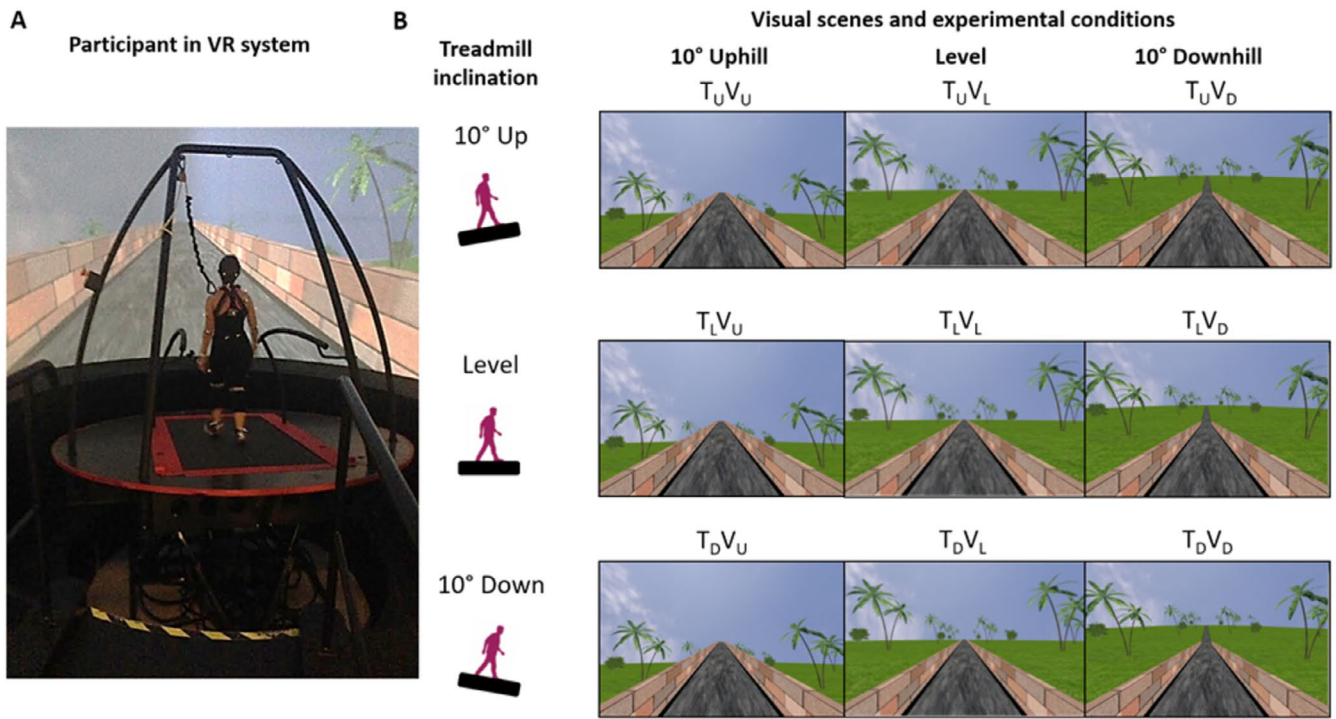 A
Participant in VR system
B
Treadmill
inclination
Visual scenes and experimental conditions
10° Uphill
Level
10° Downhill
TUVU
TUVL
TUVD
10° Up
TLVU
TLVL
TLVD
Level
TDVU
TDVL
TDVD
10° Down